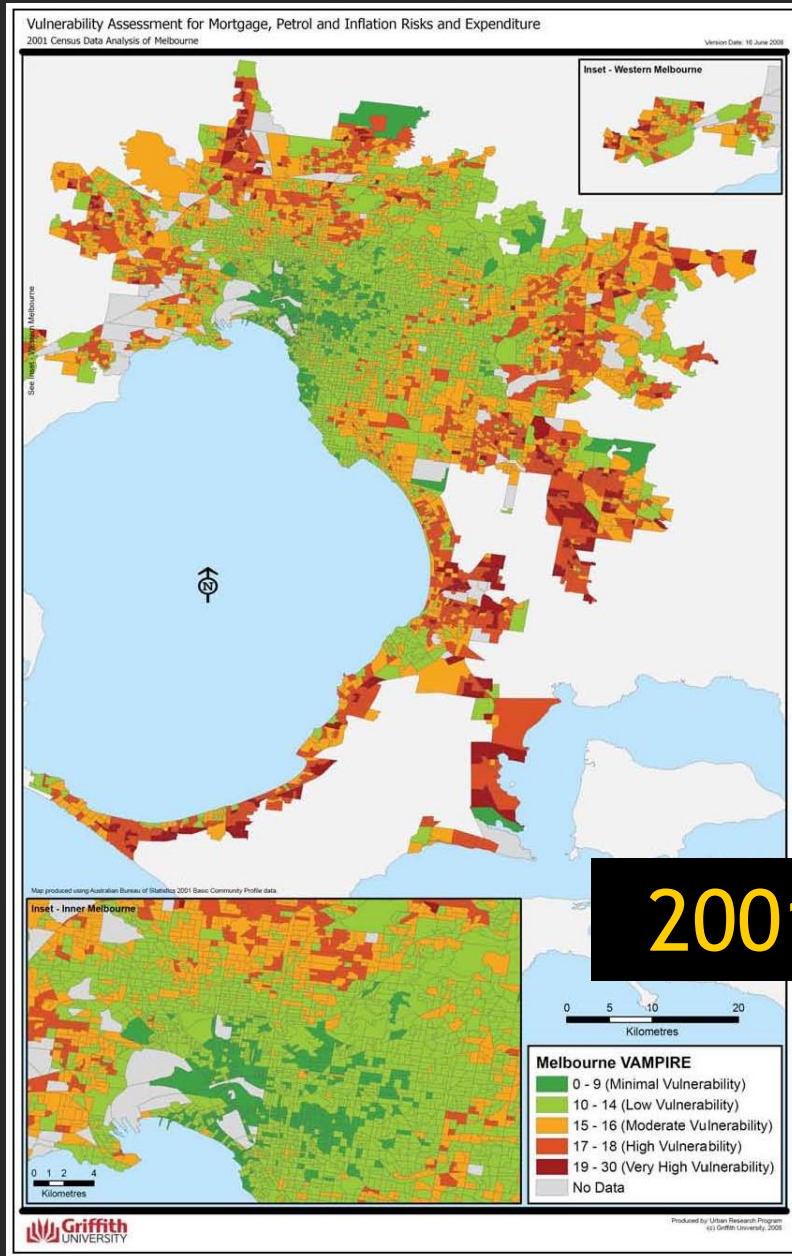 Vulnerability Assessment for Mortgage, Petrol and Inflation Risks and Expenditure
2001 Census Data Analysis of Melbourne
Version Date: 16 June 2008
Inset - Western Melbourne
See Inset - Western Melbourne
N
Map produced using Australian Bureau of Statistics 2001 Basic Community Profile data
Inset - Inner Melbourne
0 1 2 4
Kilometres
2001
0 5 10 20
Kilometres
Melbourne VAMPIRE
0 - 9 (Minimal Vulnerability)
10 - 14 (Low Vulnerability)
15 - 16 (Moderate Vulnerability)
17 - 18 (High Vulnerability)
19 - 30 (Very High Vulnerability)
No Data
Griffith
UNIVERSITY
Produced by Urban Research Program
(c) Griffith University, 2008